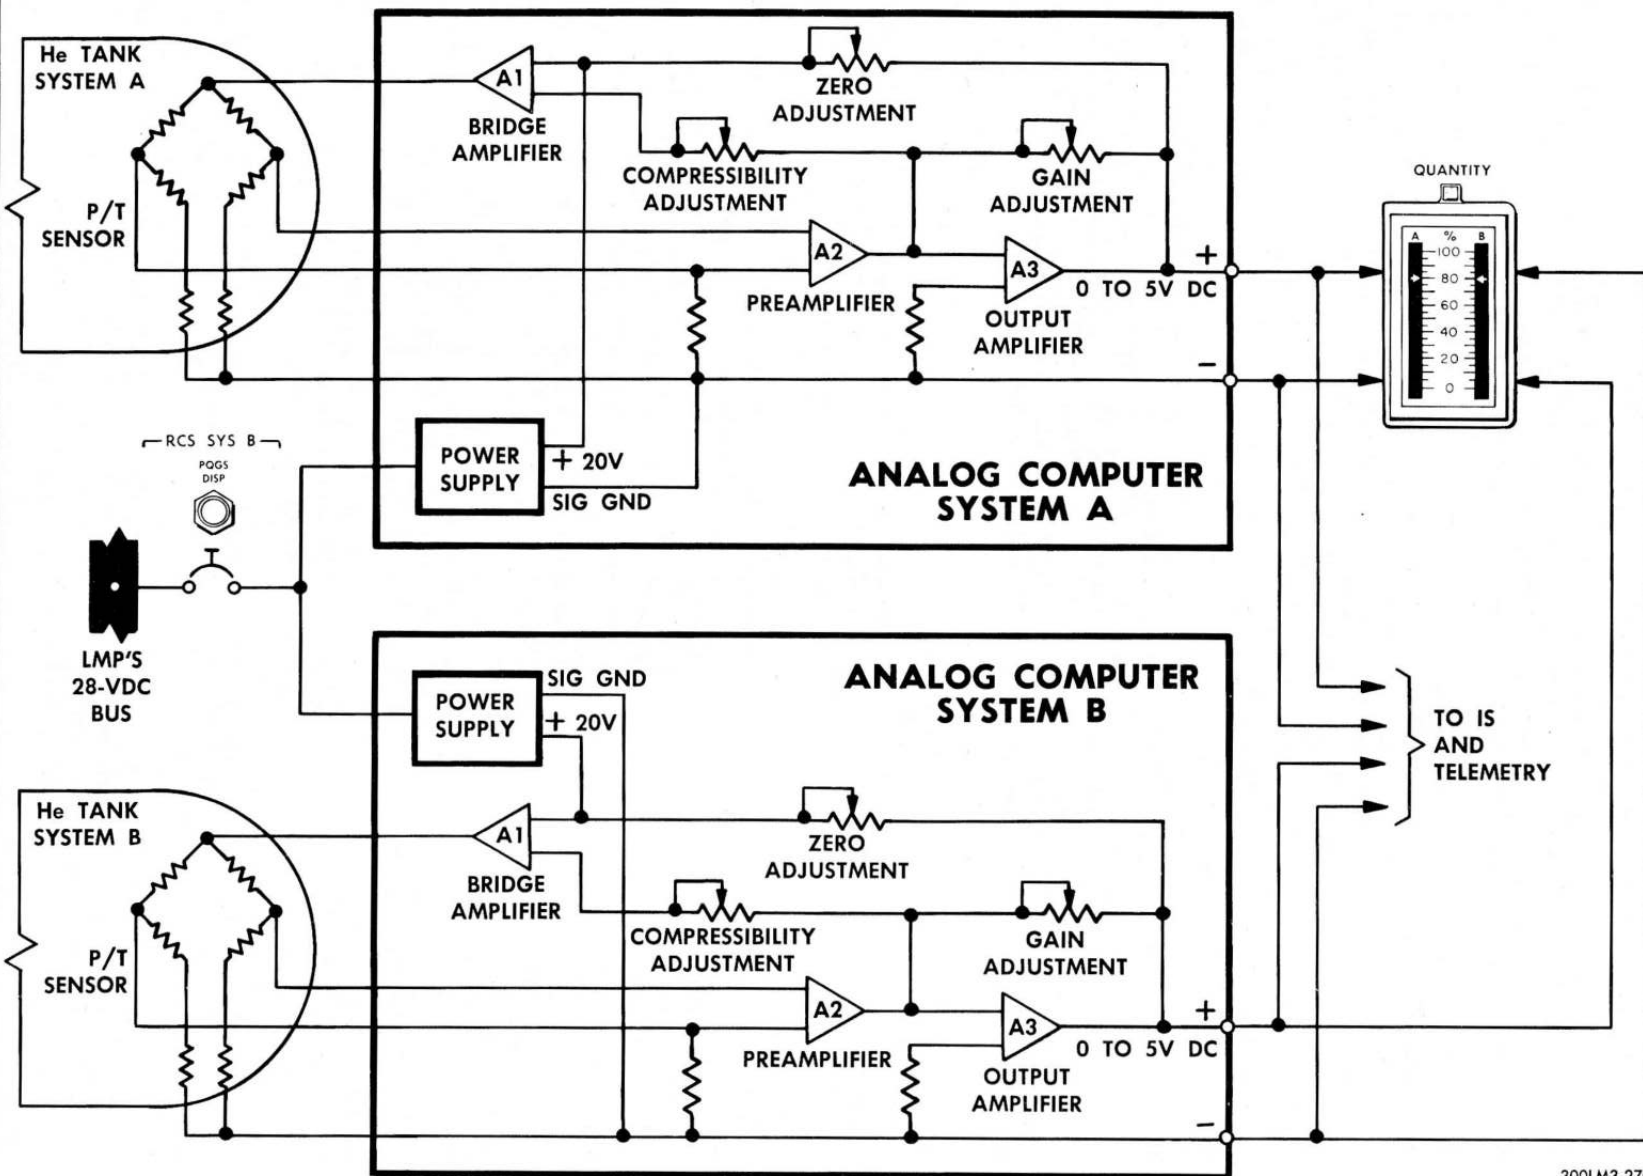 He TANK
SYSTEM A
P/T
SENSOR
A1
BRIDGE
AMPLIFIER
ZERO
ADJUSTMENT
COMPRESSIBILITY
ADJUSTMENT
GAIN
ADJUSTMENT
A2
PREAMPLIFIER
A3
OUTPUT
AMPLIFIER
+
0 TO 5V DC
−
POWER
SUPPLY
+ 20V
SIG GND
ANALOG COMPUTER
SYSTEM A
QUANTITY
A % B
100
80
60
40
20
0
RCS SYS B
PQGS
DISP
LMP'S
28-VDC
BUS
POWER
SUPPLY
SIG GND
+ 20V
ANALOG COMPUTER
SYSTEM B
TO IS
AND
TELEMETRY
He TANK
SYSTEM B
P/T
SENSOR
A1
BRIDGE
AMPLIFIER
ZERO
ADJUSTMENT
COMPRESSIBILITY
ADJUSTMENT
GAIN
ADJUSTMENT
A2
PREAMPLIFIER
A3
OUTPUT
AMPLIFIER
+
0 TO 5V DC
−